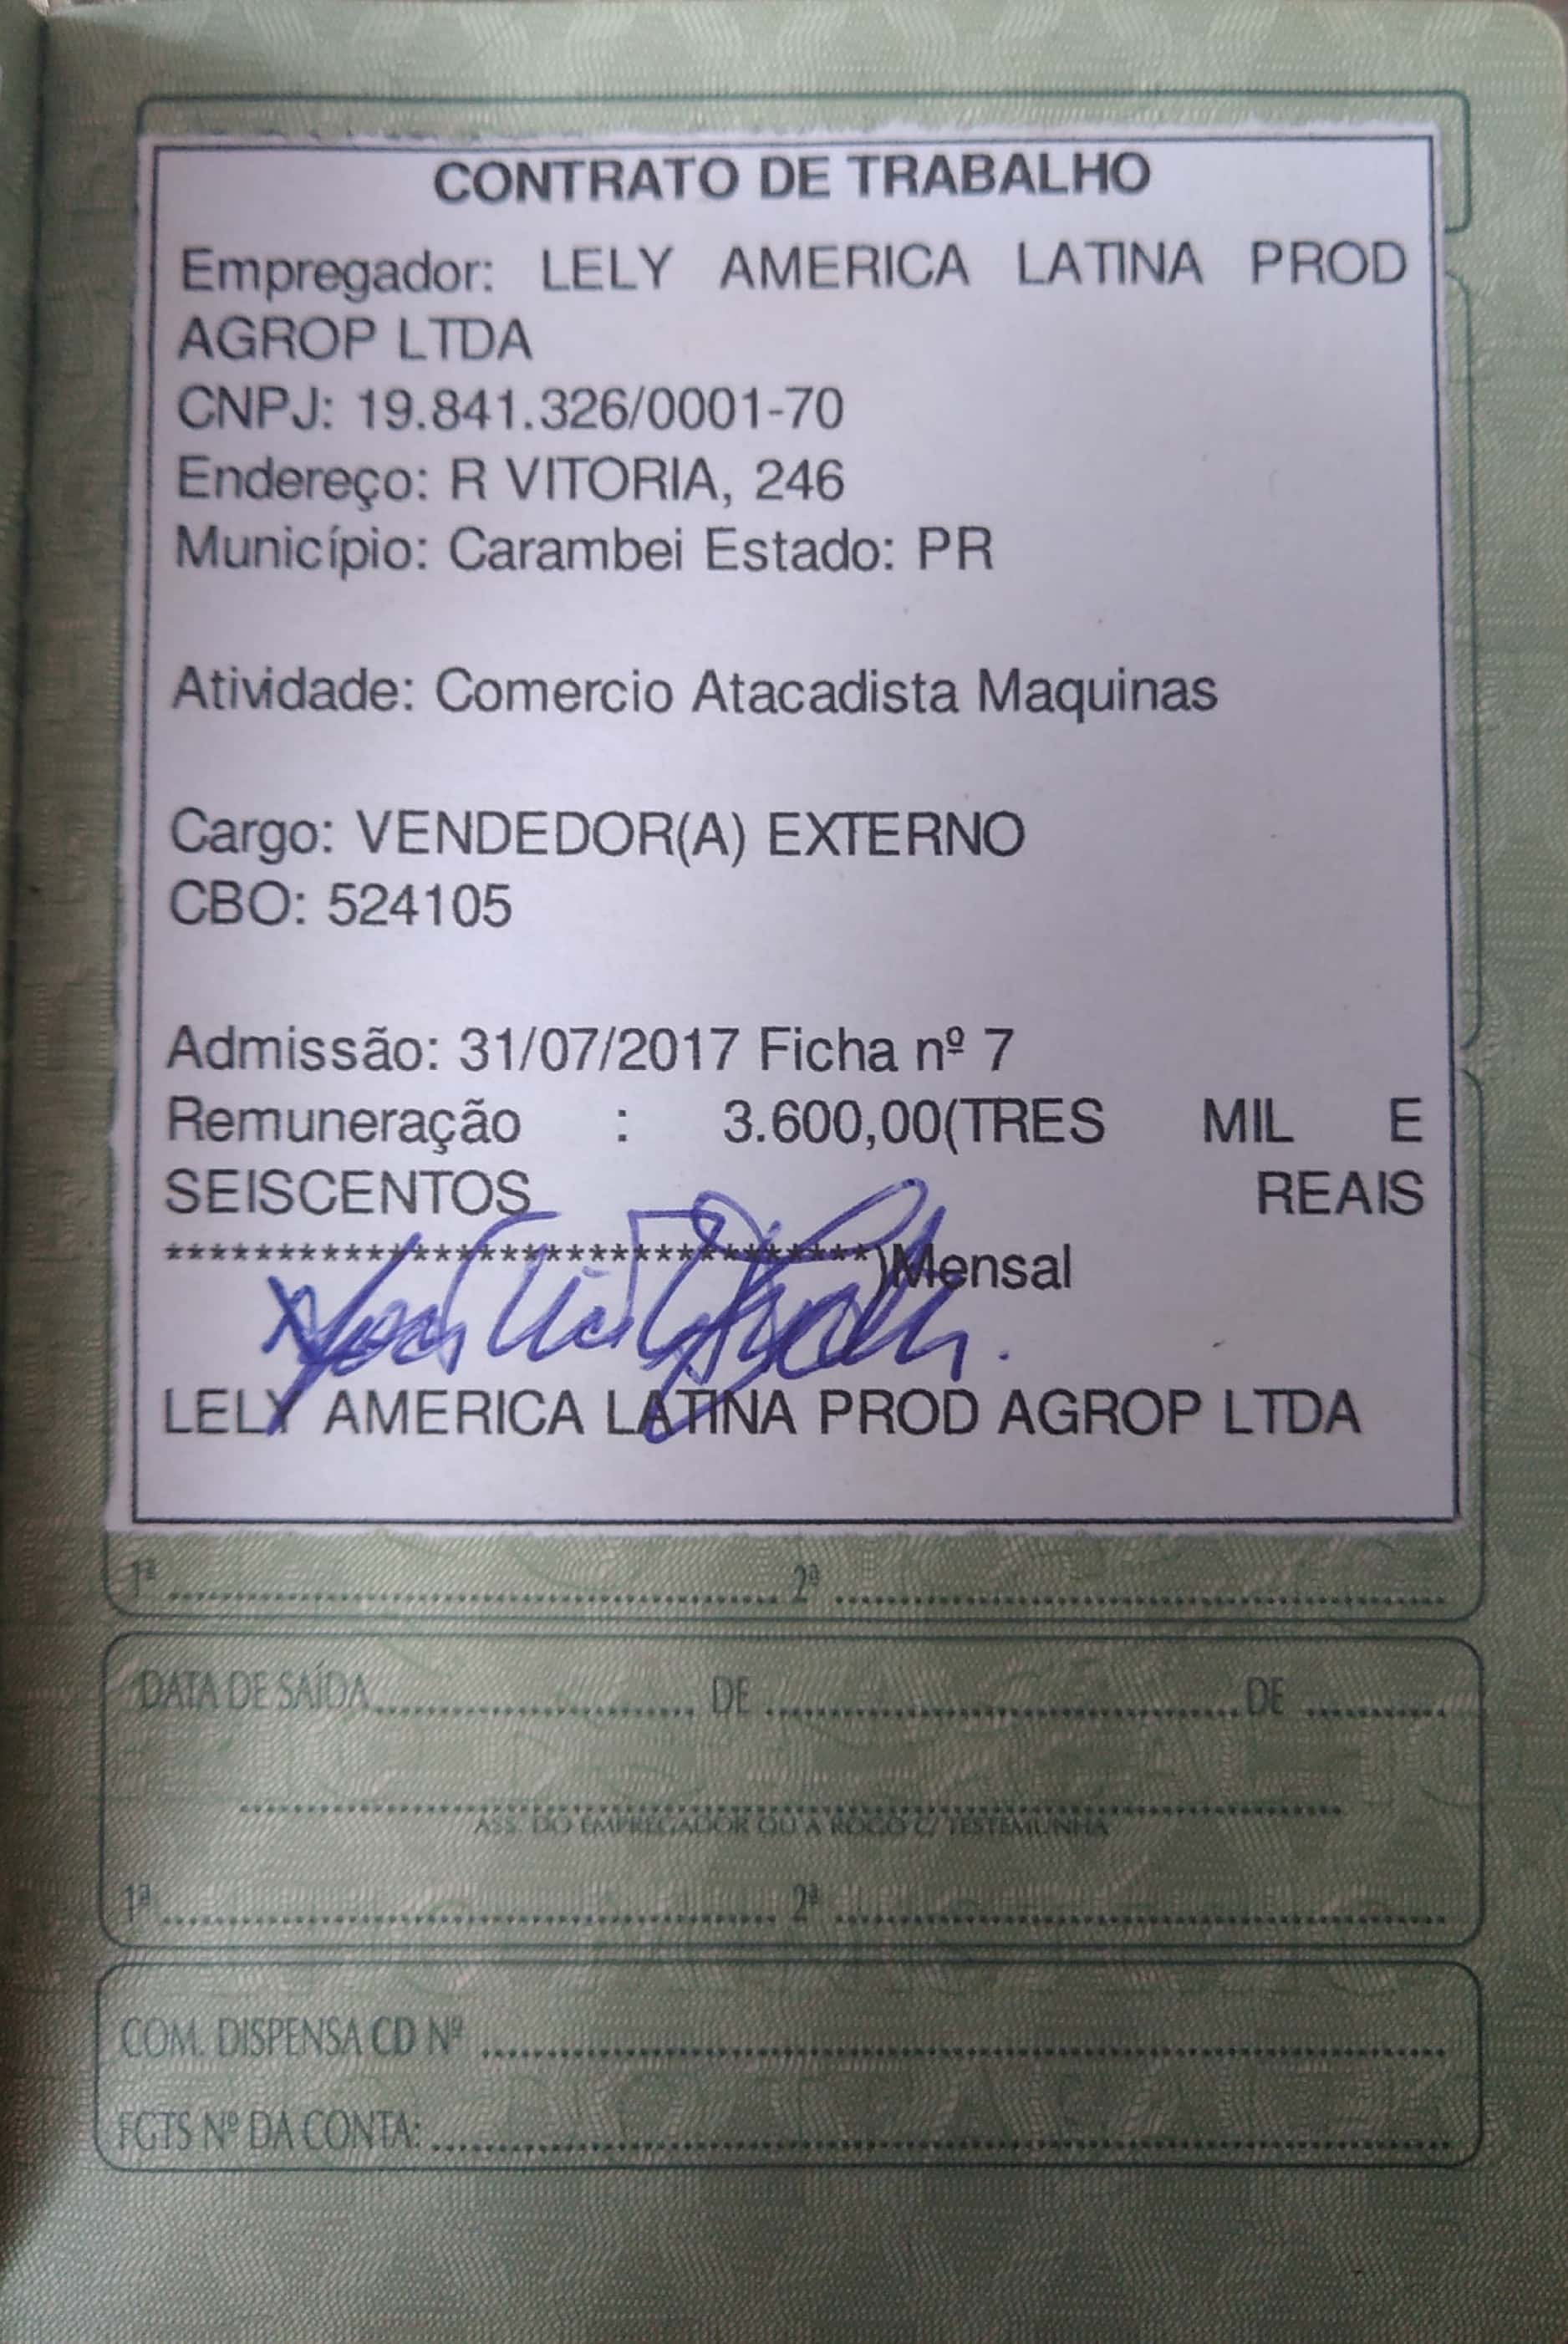 CONTRATO DE TRABALHO
Empregador: LELY AMERICA LATINA PROD
AGROP LTDA
CNPJ: 19.841.326/0001-70
Endereço: R VITORIA, 246
Município: Carambei Estado: PR
Atividade: Comercio Atacadista Maquinas
Cargo: VENDEDOR(A) EXTERNO
CBO: 524105
Admissão: 31/07/2017 Ficha nº 7
Remuneração : 3.600,00(TRES MIL E
SEISCENTOS REAIS
********************************)Mensal
LELY AMERICA LATINA PROD AGROP LTDA
1ª 2ª
DATA DE SAÍDA DE DE
ASS. DO EMPREGADOR OU A ROGO C/ TESTEMUNHA
1ª 2ª
COM. DISPENSA CD Nº
FGTS Nº DA CONTA: